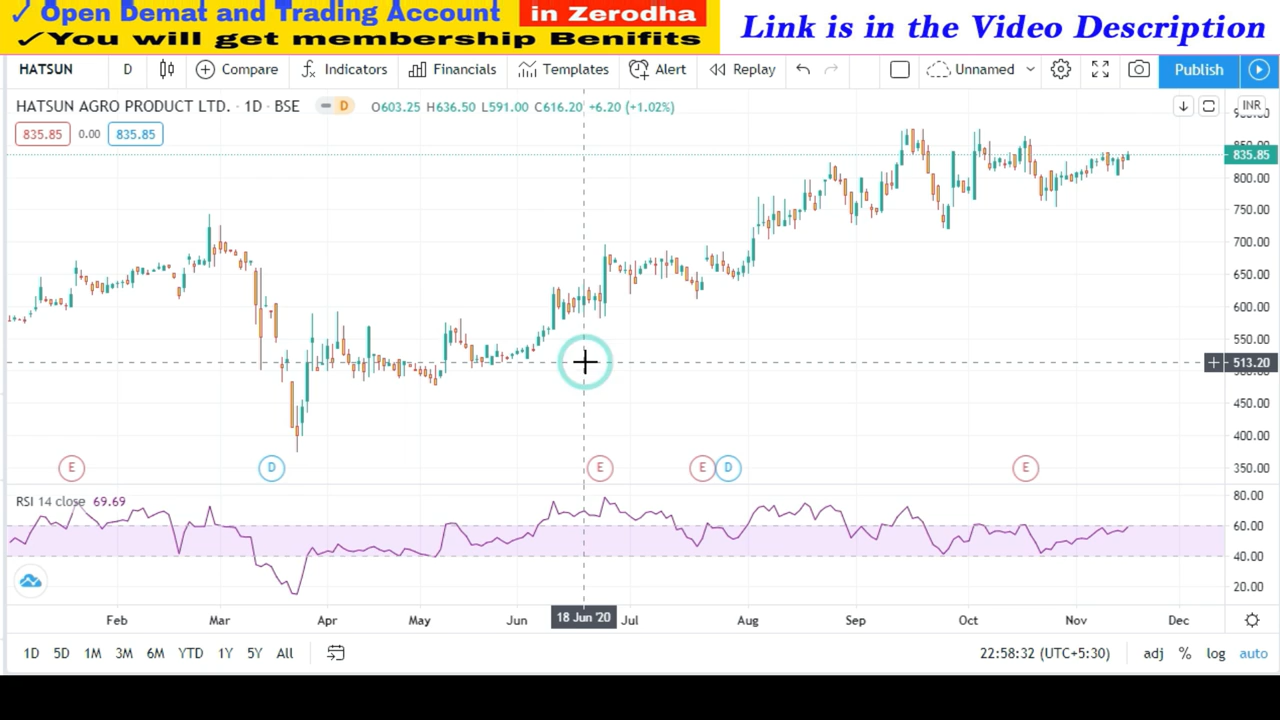 ✓ Open Demat and Trading Account in Zerodha
✓You will get membership Benifits
Link is in the Video Description
HATSUN D Compare Indicators Financials Templates Alert Replay Unnamed Publish
HATSUN AGRO PRODUCT LTD. · 1D · BSE D O603.25 H636.50 L591.00 C616.20 +6.20 (+1.02%) INR
835.85 0.00 835.85
850.00
835.85
800.00
750.00
700.00
650.00
600.00
550.00
513.20
500.00
450.00
400.00
350.00
E D E E D E
RSI 14 close 69.69
80.00
60.00
40.00
20.00
Feb Mar Apr May Jun 18 Jun '20 Jul Aug Sep Oct Nov Dec
1D 5D 1M 3M 6M YTD 1Y 5Y All 22:58:32 (UTC+5:30) adj % log auto